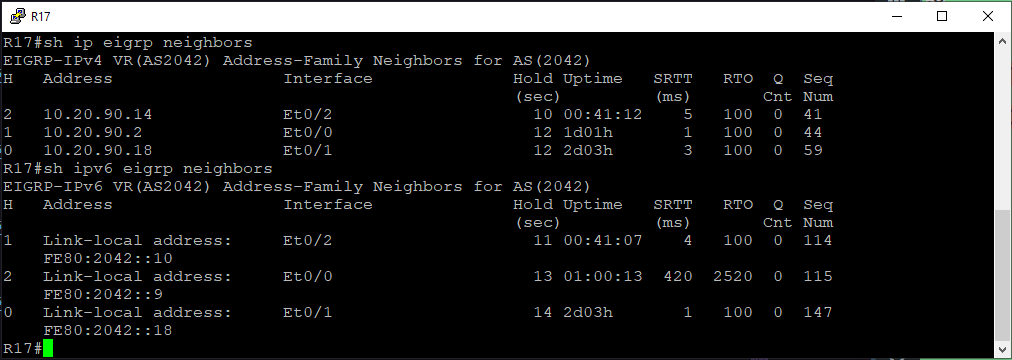 R17
R17#sh ip eigrp neighbors
EIGRP-IPv4 VR(AS2042) Address-Family Neighbors for AS(2042)
H   Address                 Interface              Hold Uptime   SRTT   RTO  Q  Seq
                                                   (sec)         (ms)       Cnt Num
2   10.20.90.14             Et0/2                    10 00:41:12    5   100  0  41
1   10.20.90.2              Et0/0                    12 1d01h       1   100  0  44
0   10.20.90.18             Et0/1                    12 2d03h       3   100  0  59
R17#sh ipv6 eigrp neighbors
EIGRP-IPv6 VR(AS2042) Address-Family Neighbors for AS(2042)
H   Address                 Interface              Hold Uptime   SRTT   RTO  Q  Seq
                                                   (sec)         (ms)       Cnt Num
1   Link-local address:     Et0/2                    11 00:41:07    4   100  0  114
    FE80:2042::10
2   Link-local address:     Et0/0                    13 01:00:13  420  2520  0  115
    FE80:2042::9
0   Link-local address:     Et0/1                    14 2d03h       1   100  0  147
    FE80:2042::18
R17#